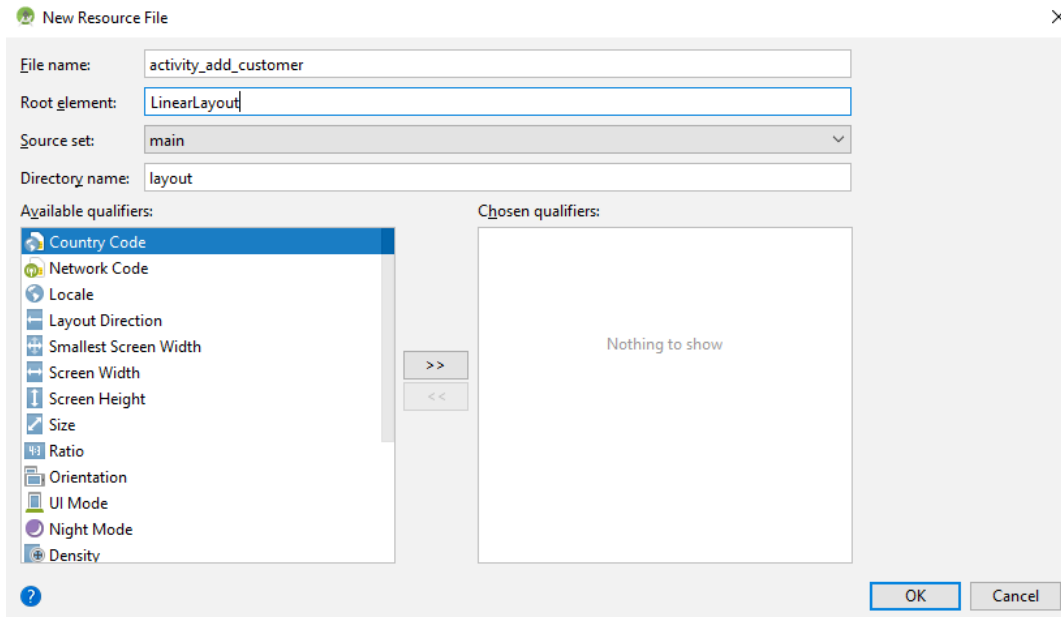 New Resource File
File name: activity_add_customer
Root element: LinearLayout
Source set: main
Directory name: layout
Available qualifiers:
Chosen qualifiers:
Country Code
Network Code
Locale
Layout Direction
Smallest Screen Width
Screen Width
Screen Height
Size
Ratio
Orientation
UI Mode
Night Mode
Density
>>
<<
Nothing to show
?
OK
Cancel